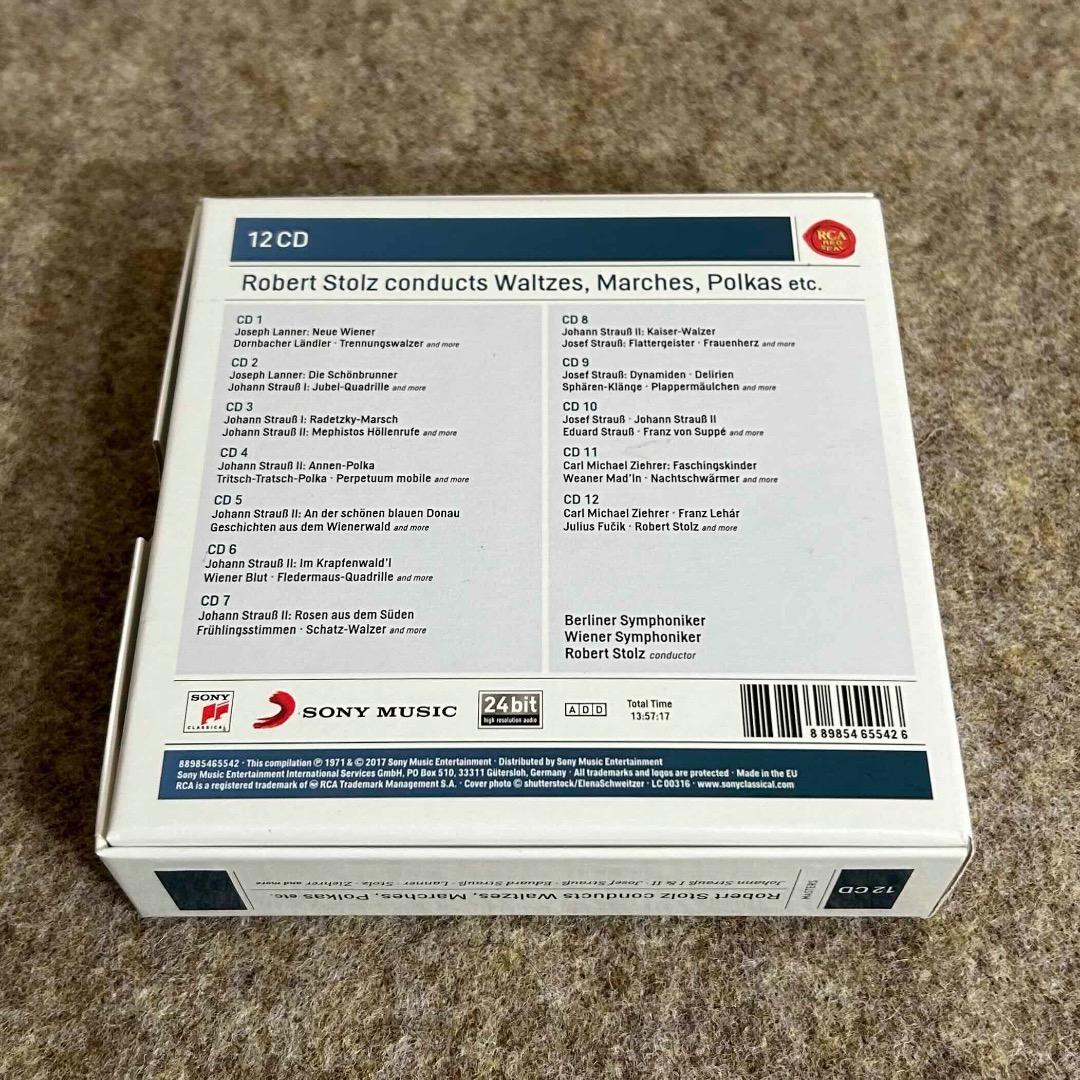 12 CD
RCA
RED
SEAL
Robert Stolz conducts Waltzes, Marches, Polkas etc.
CD 1
Joseph Lanner: Neue Wiener
Dornbacher Ländler · Trennungswalzer and more
CD 2
Joseph Lanner: Die Schönbrunner
Johann Strauß I: Jubel-Quadrille and more
CD 3
Johann Strauß I: Radetzky-Marsch
Johann Strauß II: Mephistos Höllenrufe and more
CD 4
Johann Strauß II: Annen-Polka
Tritsch-Tratsch-Polka · Perpetuum mobile and more
CD 5
Johann Strauß II: An der schönen blauen Donau
Geschichten aus dem Wienerwald and more
CD 6
Johann Strauß II: Im Krapfenwald'l
Wiener Blut · Fledermaus-Quadrille and more
CD 7
Johann Strauß II: Rosen aus dem Süden
Frühlingsstimmen · Schatz-Walzer and more
CD 8
Johann Strauß II: Kaiser-Walzer
Josef Strauß: Flattergeister · Frauenherz and more
CD 9
Josef Strauß: Dynamiden · Delirien
Sphären-Klänge · Plappermäulchen and more
CD 10
Josef Strauß · Johann Strauß II
Eduard Strauß · Franz von Suppé and more
CD 11
Carl Michael Ziehrer: Faschingskinder
Weaner Mad'ln · Nachtschwärmer and more
CD 12
Carl Michael Ziehrer · Franz Lehár
Julius Fučik · Robert Stolz and more
Berliner Symphoniker
Wiener Symphoniker
Robert Stolz conductor
SONY
CLASSICAL
SONY MUSIC
24 bit
high resolution audio
ADD
Total Time
13:57:17
8 89854 65542 6
88985465542 · This compilation ℗ 1971 & © 2017 Sony Music Entertainment · Distributed by Sony Music Entertainment
Sony Music Entertainment International Services GmbH, PO Box 510, 33311 Gütersloh, Germany · All trademarks and logos are protected · Made in the EU
RCA is a registered trademark of ® RCA Trademark Management S.A. · Cover photo © shutterstock/ElenaSchweitzer · LC 00316 · www.sonyclassical.com
12 CD
MASTERS
Robert Stolz conducts Waltzes, Marches, Polkas etc.
Johann Strauß I & II · Josef Strauß · Eduard Strauß · Lanner · Stolz · Ziehrer and more